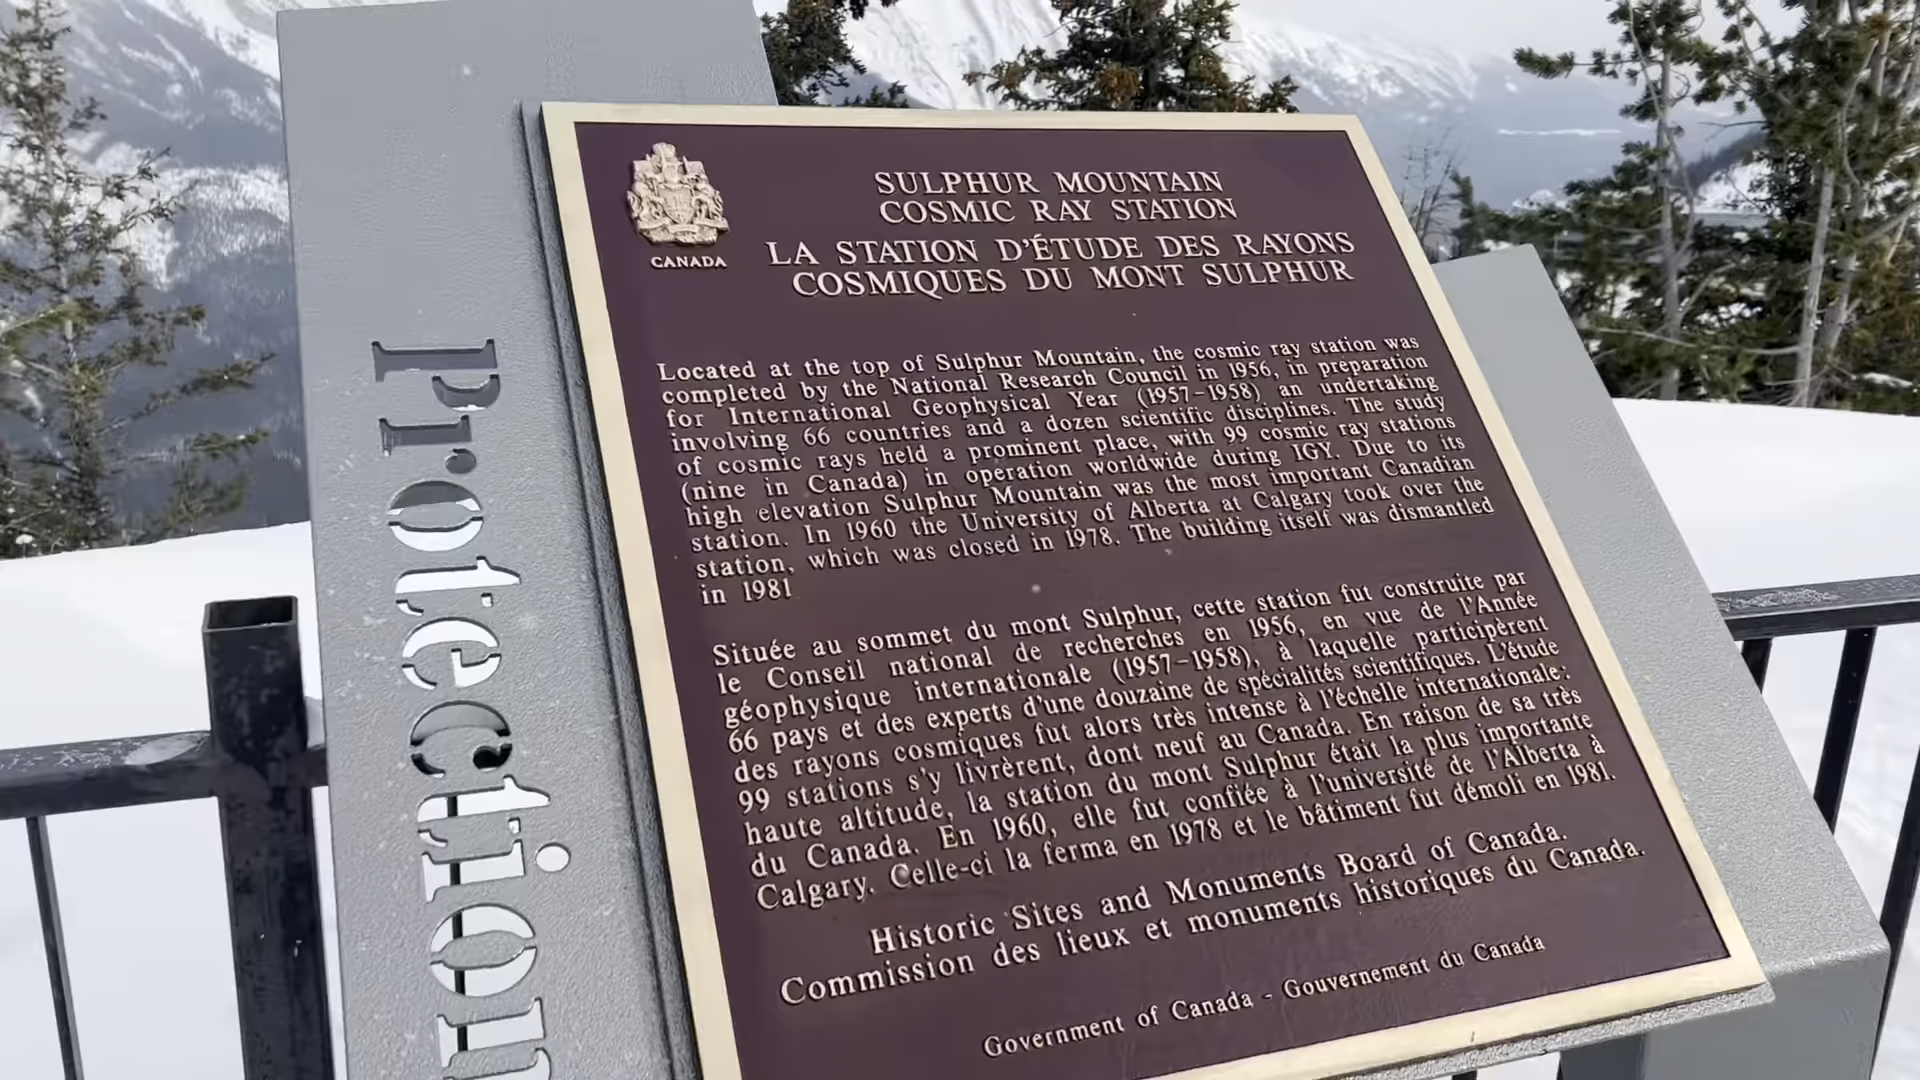 CANADA
SULPHUR MOUNTAIN
COSMIC RAY STATION
LA STATION D'ÉTUDE DES RAYONS
COSMIQUES DU MONT SULPHUR
Located at the top of Sulphur Mountain, the cosmic ray station was
completed by the National Research Council in 1956, in preparation
for International Geophysical Year (1957-1958) an undertaking
involving 66 countries and a dozen scientific disciplines. The study
of cosmic rays held a prominent place, with 99 cosmic ray stations
(nine in Canada) in operation worldwide during IGY. Due to its
high elevation Sulphur Mountain was the most important Canadian
station. In 1960 the University of Alberta at Calgary took over the
station, which was closed in 1978. The building itself was dismantled
in 1981
Située au sommet du mont Sulphur, cette station fut construite par
le Conseil national de recherches en 1956, en vue de l'Année
géophysique internationale (1957-1958), à laquelle participèrent
66 pays et des experts d'une douzaine de spécialités scientifiques. L'étude
des rayons cosmiques fut alors très intense à l'échelle internationale:
99 stations s'y livrèrent, dont neuf au Canada. En raison de sa très
haute altitude, la station du mont Sulphur était la plus importante
du Canada. En 1960, elle fut confiée à l'université de l'Alberta à
Calgary. Celle-ci la ferma en 1978 et le bâtiment fut démoli en 1981.
Historic Sites and Monuments Board of Canada.
Commission des lieux et monuments historiques du Canada.
Government of Canada - Gouvernement du Canada
Protection